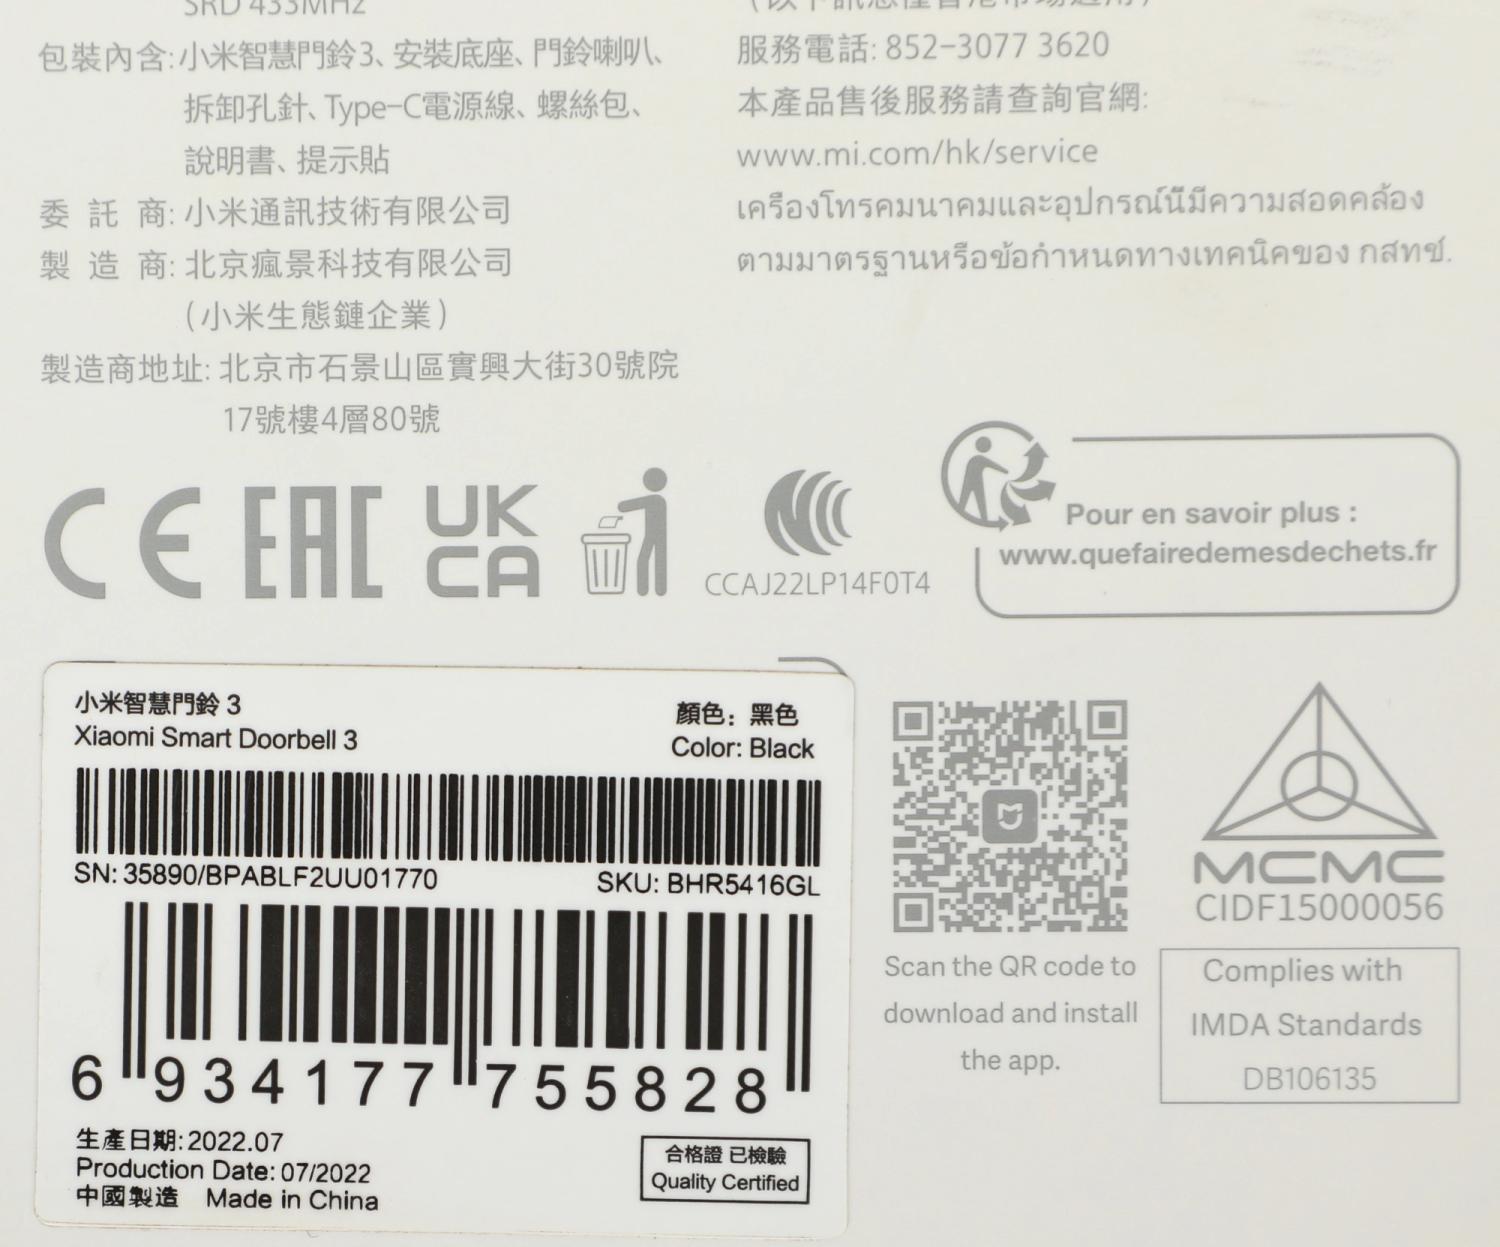 SRD 433MHz
包裝內含: 小米智慧門鈴3、安裝底座、門鈴喇叭、
拆卸孔針、Type-C電源線、螺絲包、
說明書、提示貼
委 託 商: 小米通訊技術有限公司
製 造 商: 北京瘋景科技有限公司
(小米生態鏈企業)
製造商地址: 北京市石景山區實興大街30號院
17號樓4層80號
(以下訊息僅香港市場適用)
服務電話: 852-3077 3620
本產品售後服務請查詢官網:
www.mi.com/hk/service
เครื่องโทรคมนาคมและอุปกรณ์นี้มีความสอดคล้อง
ตามมาตรฐานหรือข้อกำหนดทางเทคนิคของ กสทช.
CE EAC UK
CA
CCAJ22LP14F0T4
Pour en savoir plus :
www.quefairedemesdechets.fr
小米智慧門鈴 3
Xiaomi Smart Doorbell 3
顏色: 黑色
Color: Black
SN: 35890/BPABLF2UU01770
SKU: BHR5416GL
6 934177 755828
生產日期: 2022.07
Production Date: 07/2022
中國製造 Made in China
合格證 已檢驗
Quality Certified
Scan the QR code to
download and install
the app.
MCMC
CIDF15000056
Complies with
IMDA Standards
DB106135